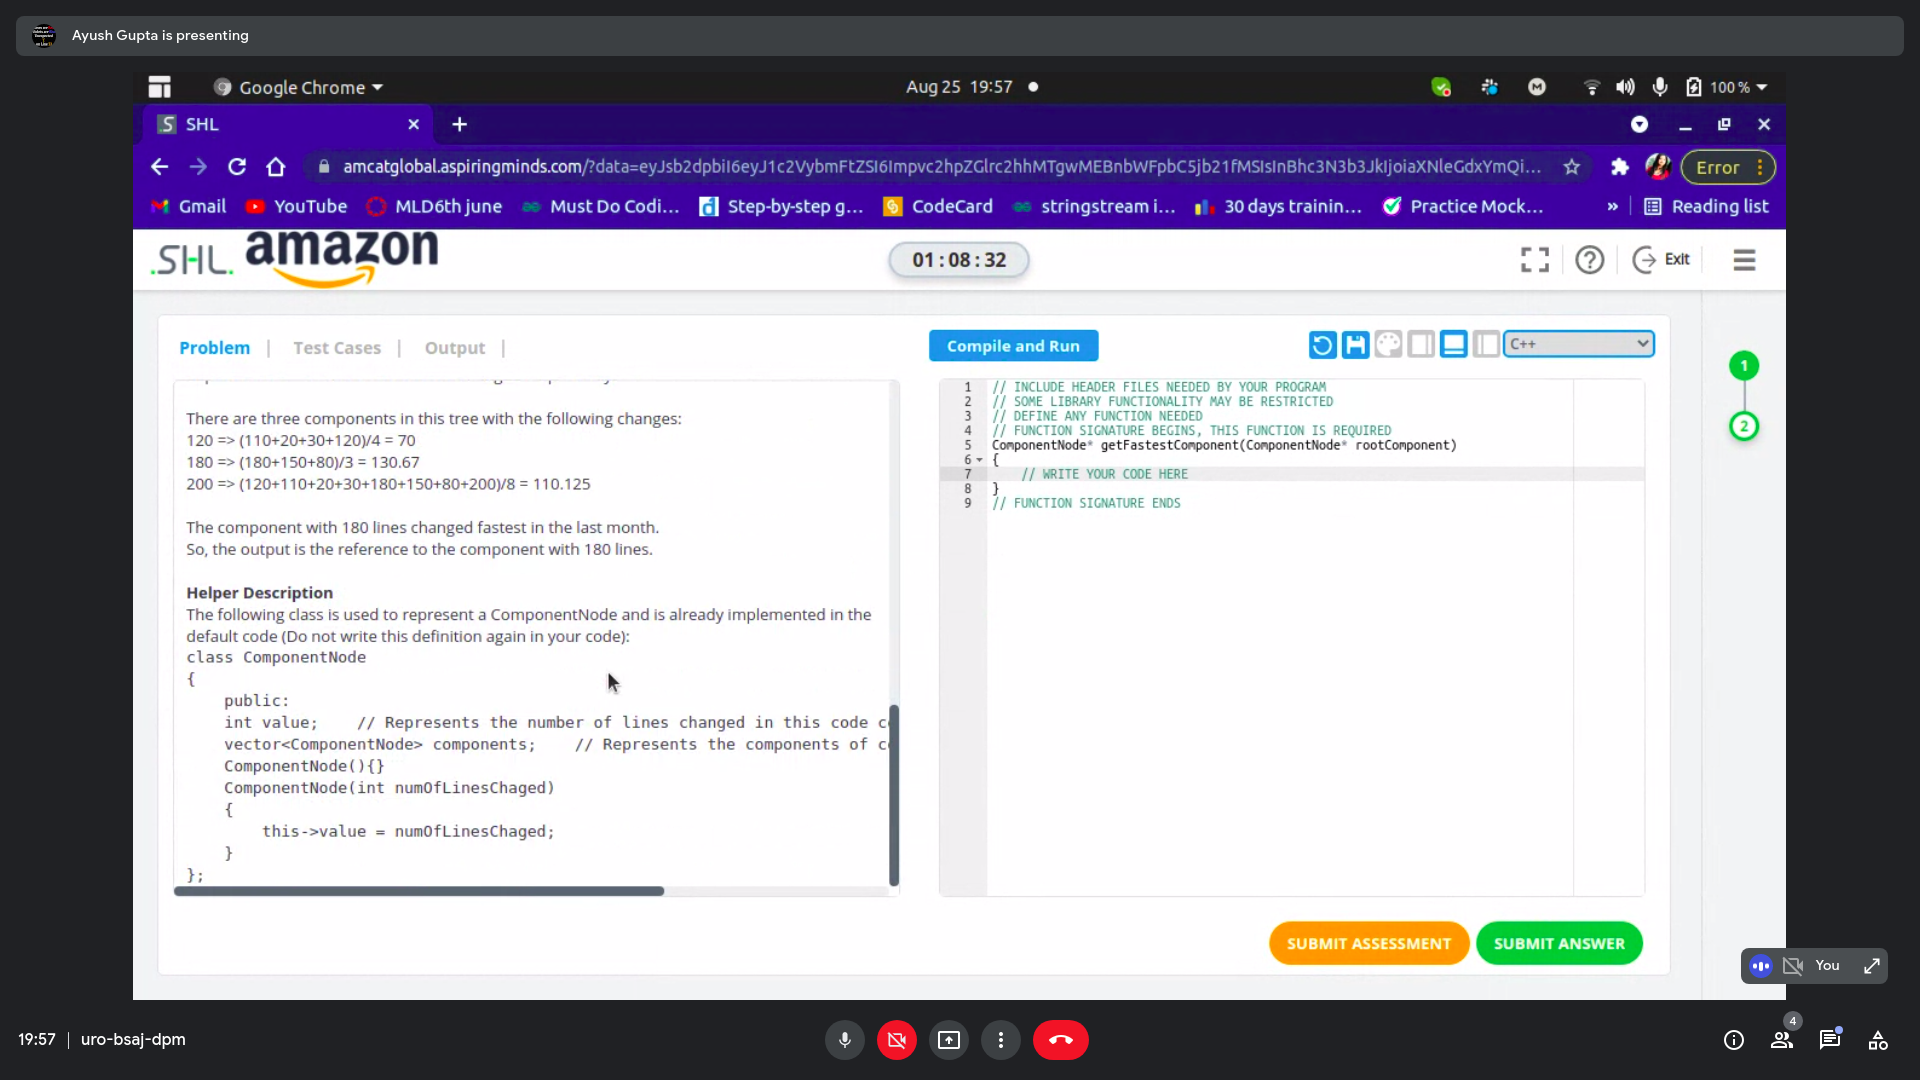 Ayush Gupta is presenting
Google Chrome
Aug 25 19:57
100 %
SHL
amcatglobal.aspiringminds.com/?data=eyJsb2dpbiI6eyJ1c2VybmFtZSI6Impvc2hpZGlrc2hhMTgwMEBnbWFpbC5jb21fMSIsInBhc3N3b3JkIjoiaXNleGdxYmQi...
Error
Gmail
YouTube
MLD6th june
Must Do Codi...
Step-by-step g...
CodeCard
stringstream i...
30 days trainin...
Practice Mock...
»
Reading list
.SHL.
amazon
01 : 08 : 32
Exit
Problem | Test Cases | Output |
Compile and Run
C++
There are three components in this tree with the following changes:
120 => (110+20+30+120)/4 = 70
180 => (180+150+80)/3 = 130.67
200 => (120+110+20+30+180+150+80+200)/8 = 110.125
The component with 180 lines changed fastest in the last month.
So, the output is the reference to the component with 180 lines.
Helper Description
The following class is used to represent a ComponentNode and is already implemented in the
default code (Do not write this definition again in your code):
class ComponentNode
{
public:
int value; // Represents the number of lines changed in this code c
vector<ComponentNode> components; // Represents the components of c
ComponentNode(){}
ComponentNode(int numOfLinesChaged)
{
this->value = numOfLinesChaged;
}
};
1 // INCLUDE HEADER FILES NEEDED BY YOUR PROGRAM
2 // SOME LIBRARY FUNCTIONALITY MAY BE RESTRICTED
3 // DEFINE ANY FUNCTION NEEDED
4 // FUNCTION SIGNATURE BEGINS, THIS FUNCTION IS REQUIRED
5 ComponentNode* getFastestComponent(ComponentNode* rootComponent)
6 {
7 // WRITE YOUR CODE HERE
8 }
9 // FUNCTION SIGNATURE ENDS
1
2
SUBMIT ASSESSMENT
SUBMIT ANSWER
You
19:57 | uro-bsaj-dpm
4